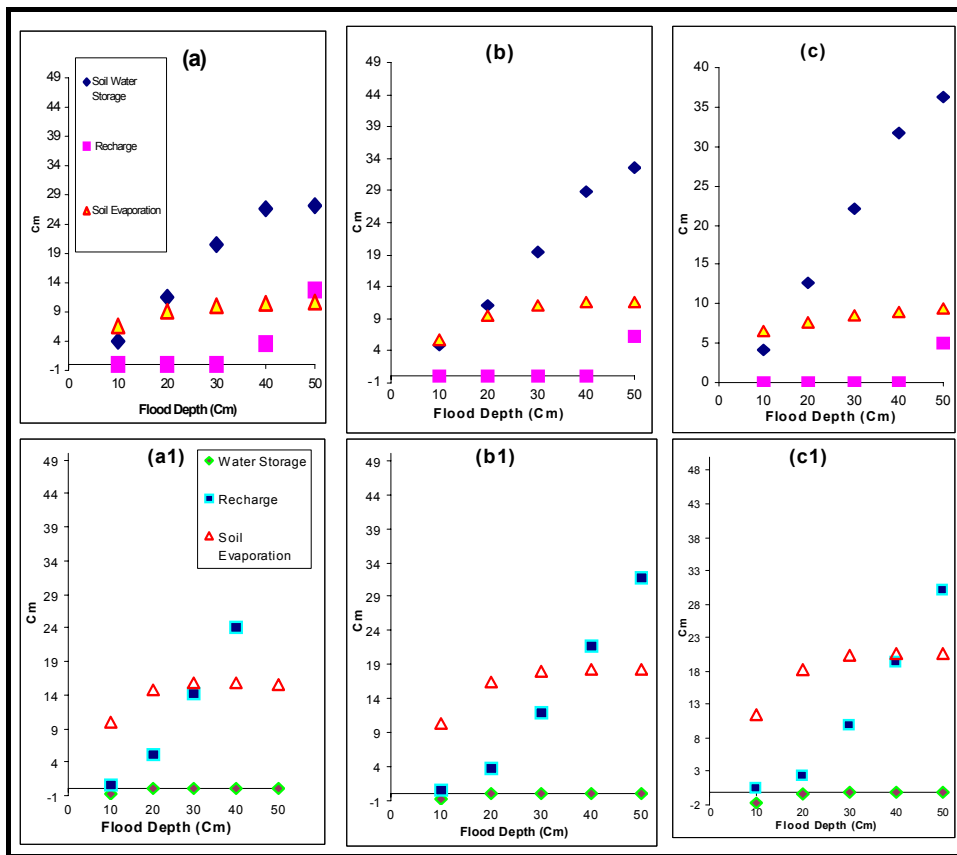 (a)
49
44
39
34
29
24
19
14
9
4
-1
Cm
Soil Water
Storage
Recharge
Soil Evaporation
0 10 20 30 40 50
Flood Depth (Cm)
(b)
49
44
39
34
29
24
19
14
9
4
-1
Cm
0 10 20 30 40 50
Flood Depth (Cm)
(c)
40
35
30
25
20
15
10
5
0
Cm
0 10 20 30 40 50
Flood Depth (Cm)
(a1)
49
44
39
34
29
24
19
14
9
4
-1
Cm
Water Storage
Recharge
Soil
Evaporation
0 10 20 30 40 50
Flood Depth (Cm)
(b1)
49
44
39
34
29
24
19
14
9
4
-1
Cm
0 10 20 30 40 50
Flood Depth (Cm)
(c1)
48
43
38
33
28
23
18
13
8
3
-2
Cm
0 10 20 30 40 50
Flood Depth (Cm)